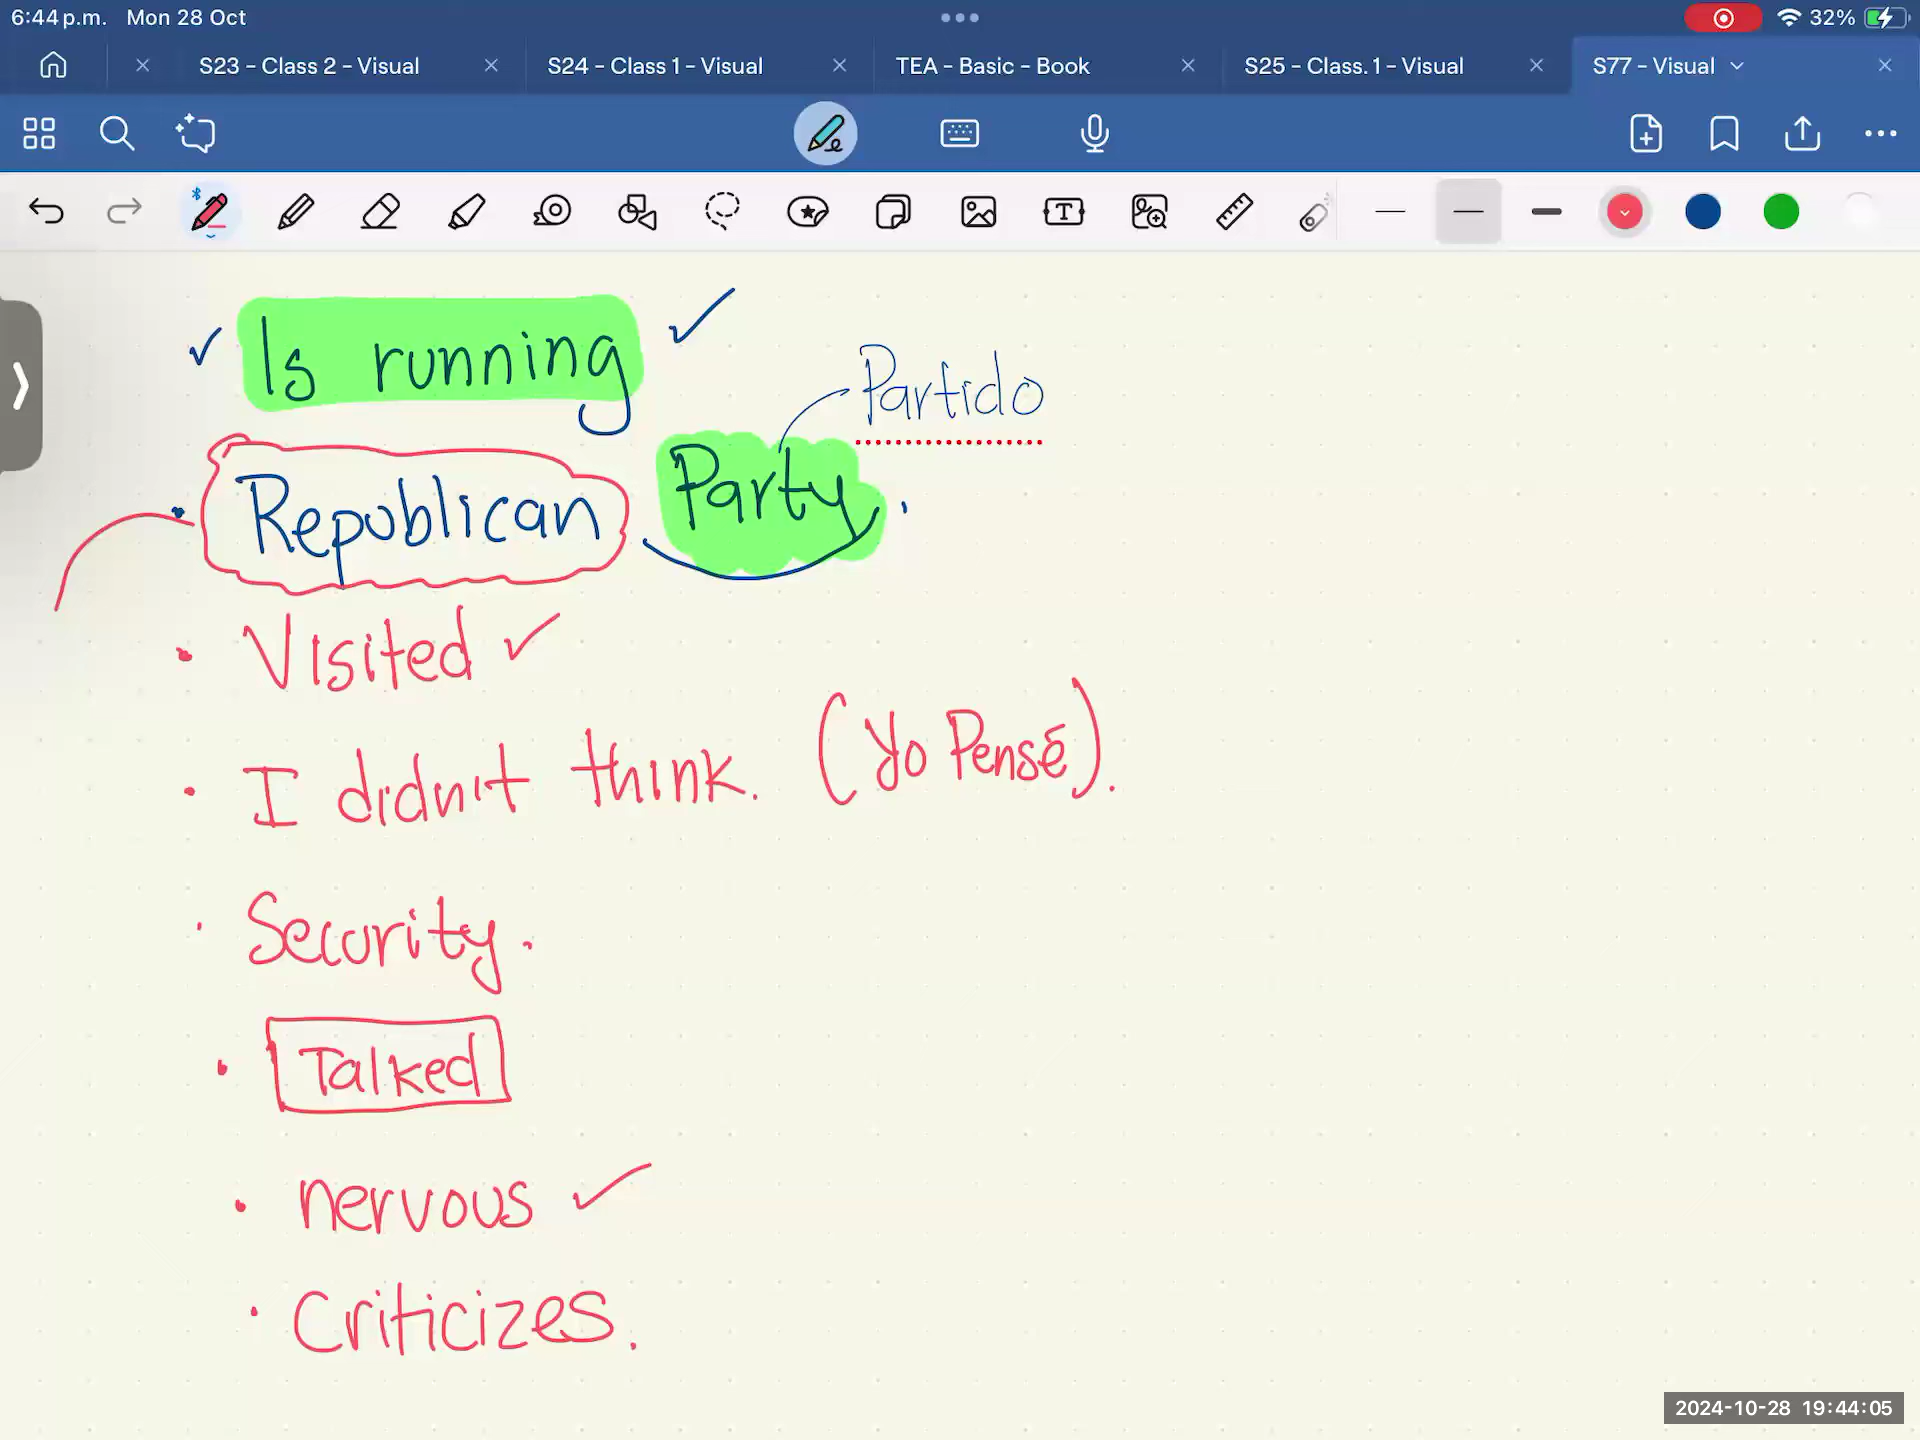 6:44 p.m. Mon 28 Oct
32%
S23 - Class 2 - Visual
S24 - Class 1 - Visual
TEA - Basic - Book
S25 - Class.1 - Visual
S77 - Visual
Is running
Partido
Republican Party.
Visited
I didn't think. (Yo Pensé).
Security.
Talked
nervous
Criticizes.
2024-10-28 19:44:05